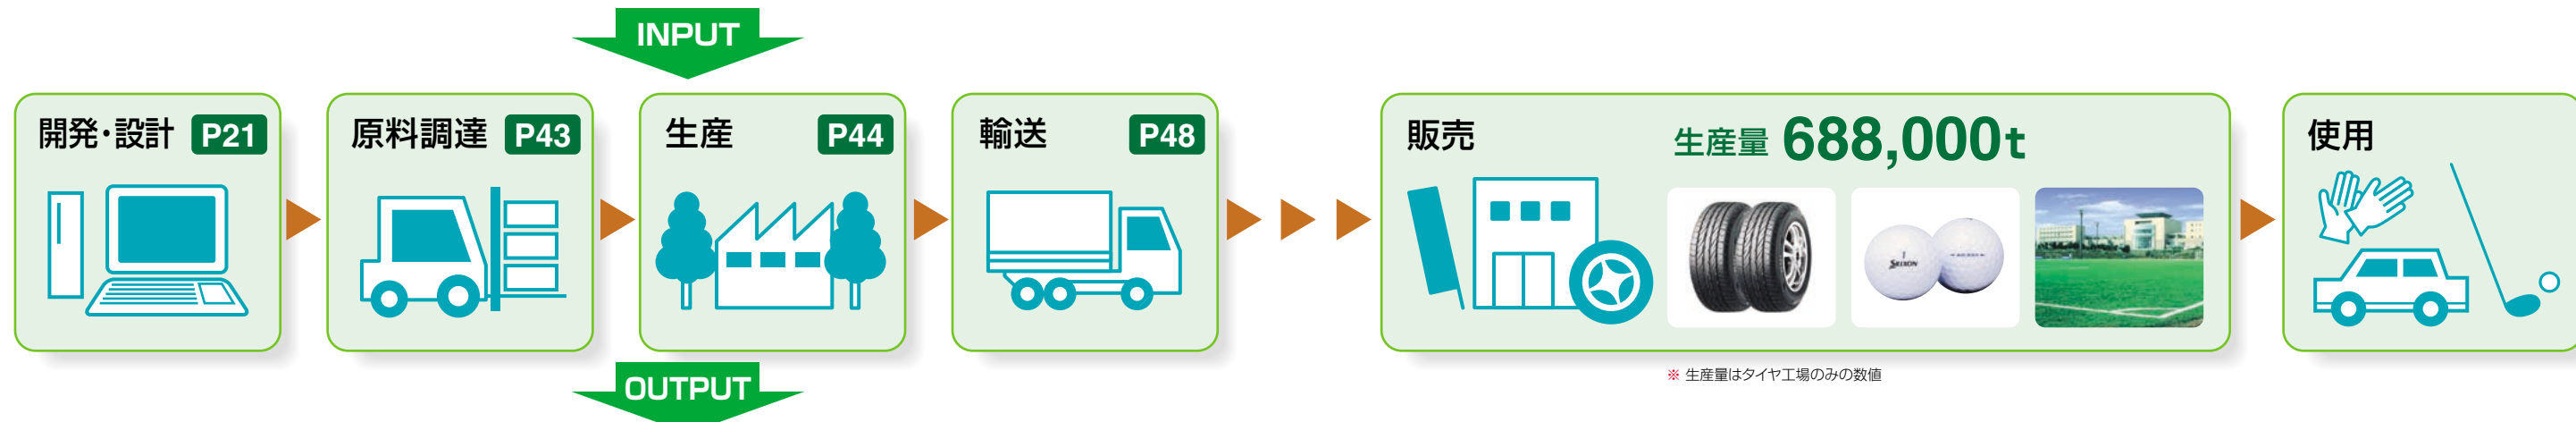 INPUT
開発・設計 P21
原料調達 P43
生産 P44
輸送 P48
販売
生産量 688,000t
SRIXON
使用
※ 生産量はタイヤ工場のみの数値
OUTPUT